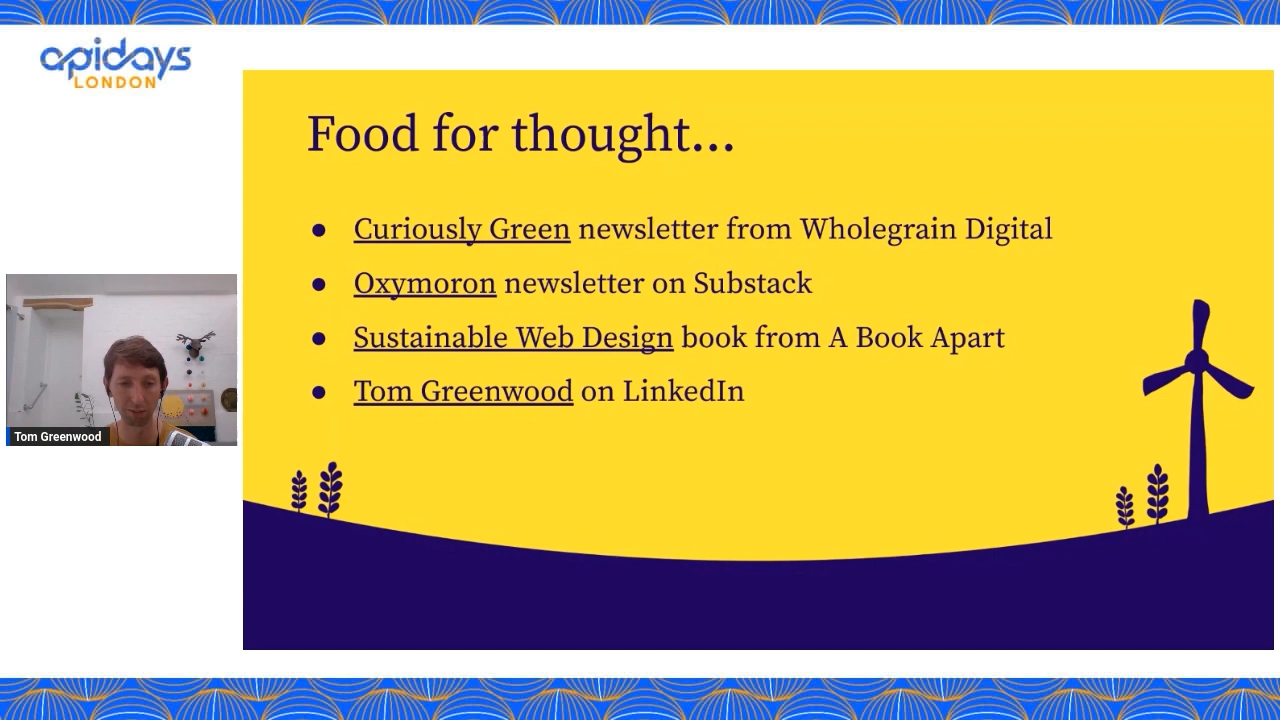 apidays
LONDON
Food for thought...
● Curiously Green newsletter from Wholegrain Digital
● Oxymoron newsletter on Substack
● Sustainable Web Design book from A Book Apart
● Tom Greenwood on LinkedIn
Tom Greenwood